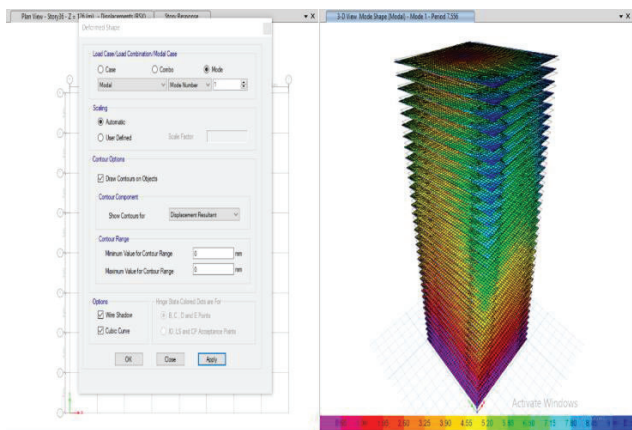 Plan View - Story36 - Z = 126 (m) - Displacements (RSX)
Story Response
3-D View Mode Shape (Modal) - Mode 1 - Period 7.556
Deformed Shape
Load Case/Load Combination/Modal Case
Case
Combo
Mode
Modal
Mode Number
Scaling
Automatic
User Defined
Scale Factor
Contour Options
Draw Contours on Objects
Contour Component
Show Contours for
Displacement Resultant
Contour Range
Minimum Value for Contour Range
0
mm
Maximum Value for Contour Range
0
mm
Options
Wire Shadow
Cubic Curve
Hinge State Colored Dots are For
B, C, D and E Points
IO, LS and CP Acceptance Points
OK
Close
Apply
Activate Windows
2.60 3.25 3.90 4.55 5.20